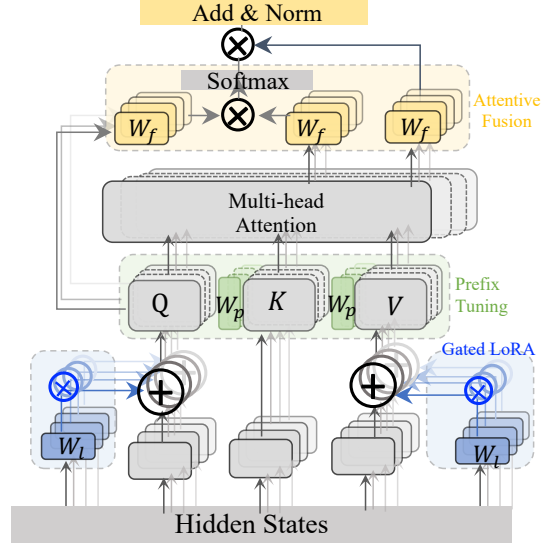 Add & Norm
Softmax
W_f
W_f
W_f
Attentive
Fusion
Multi-head
Attention
Q
W_p
K
W_p
V
Prefix
Tuning
Gated LoRA
W_l
W_l
Hidden States